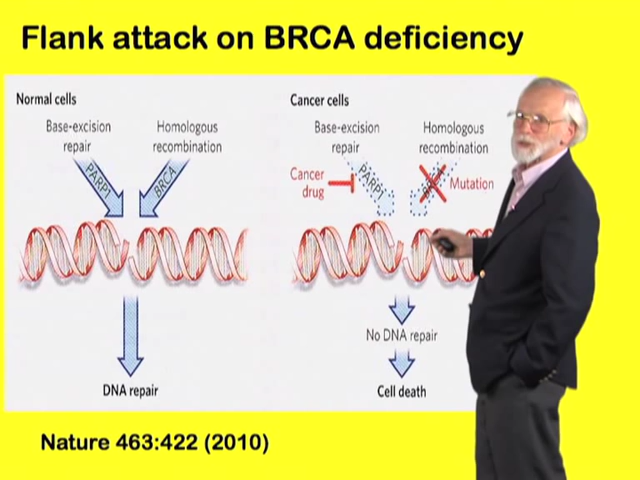 Flank attack on BRCA deficiency
Normal cells
Base-excision
repair
Homologous
recombination
PARP1
BRCA
DNA repair
Cancer cells
Base-excision
repair
Homologous
recombination
Cancer
drug
PARP1
Mutation
No DNA repair
Cell death
Nature 463:422 (2010)